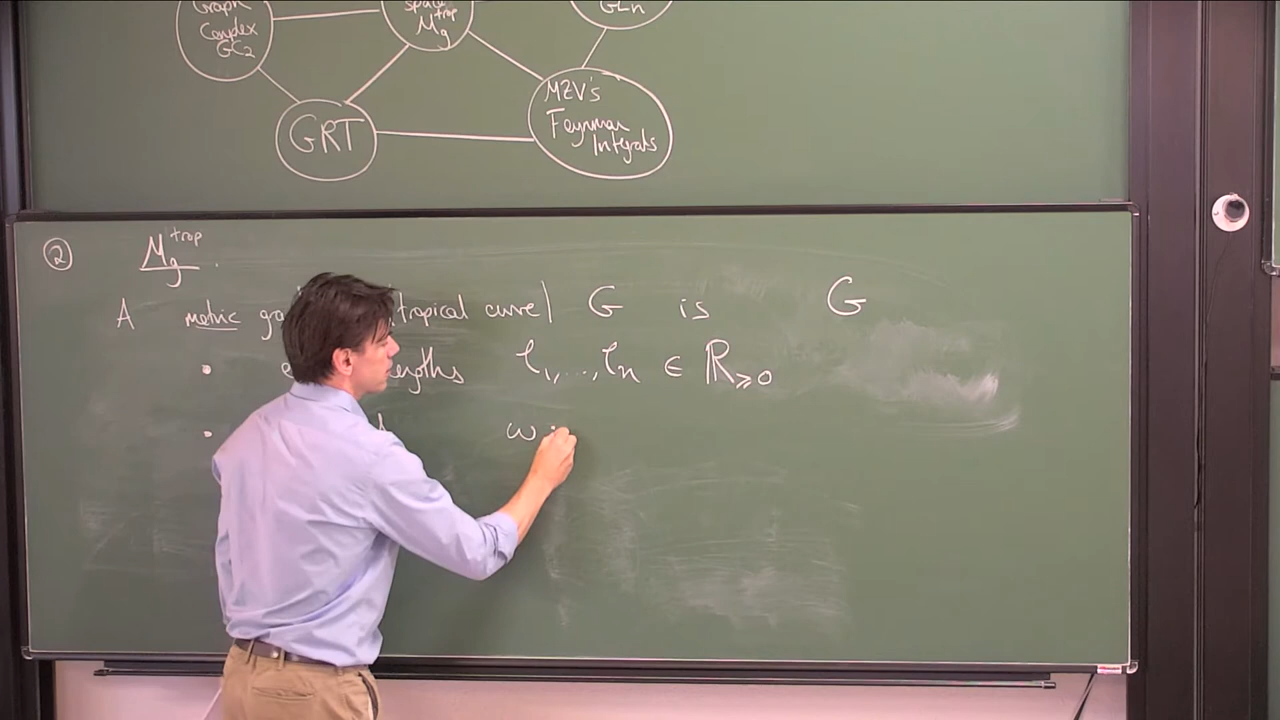 Graph
Complex
GC₂
space
M_g^trop
GLn
GRT
MZV's
Feynman
Integrals
② M_g^trop .
A metric (tropical curve) G is G
• lengths ℓ₁,...,ℓₙ ∈ ℝ≥0
• w :